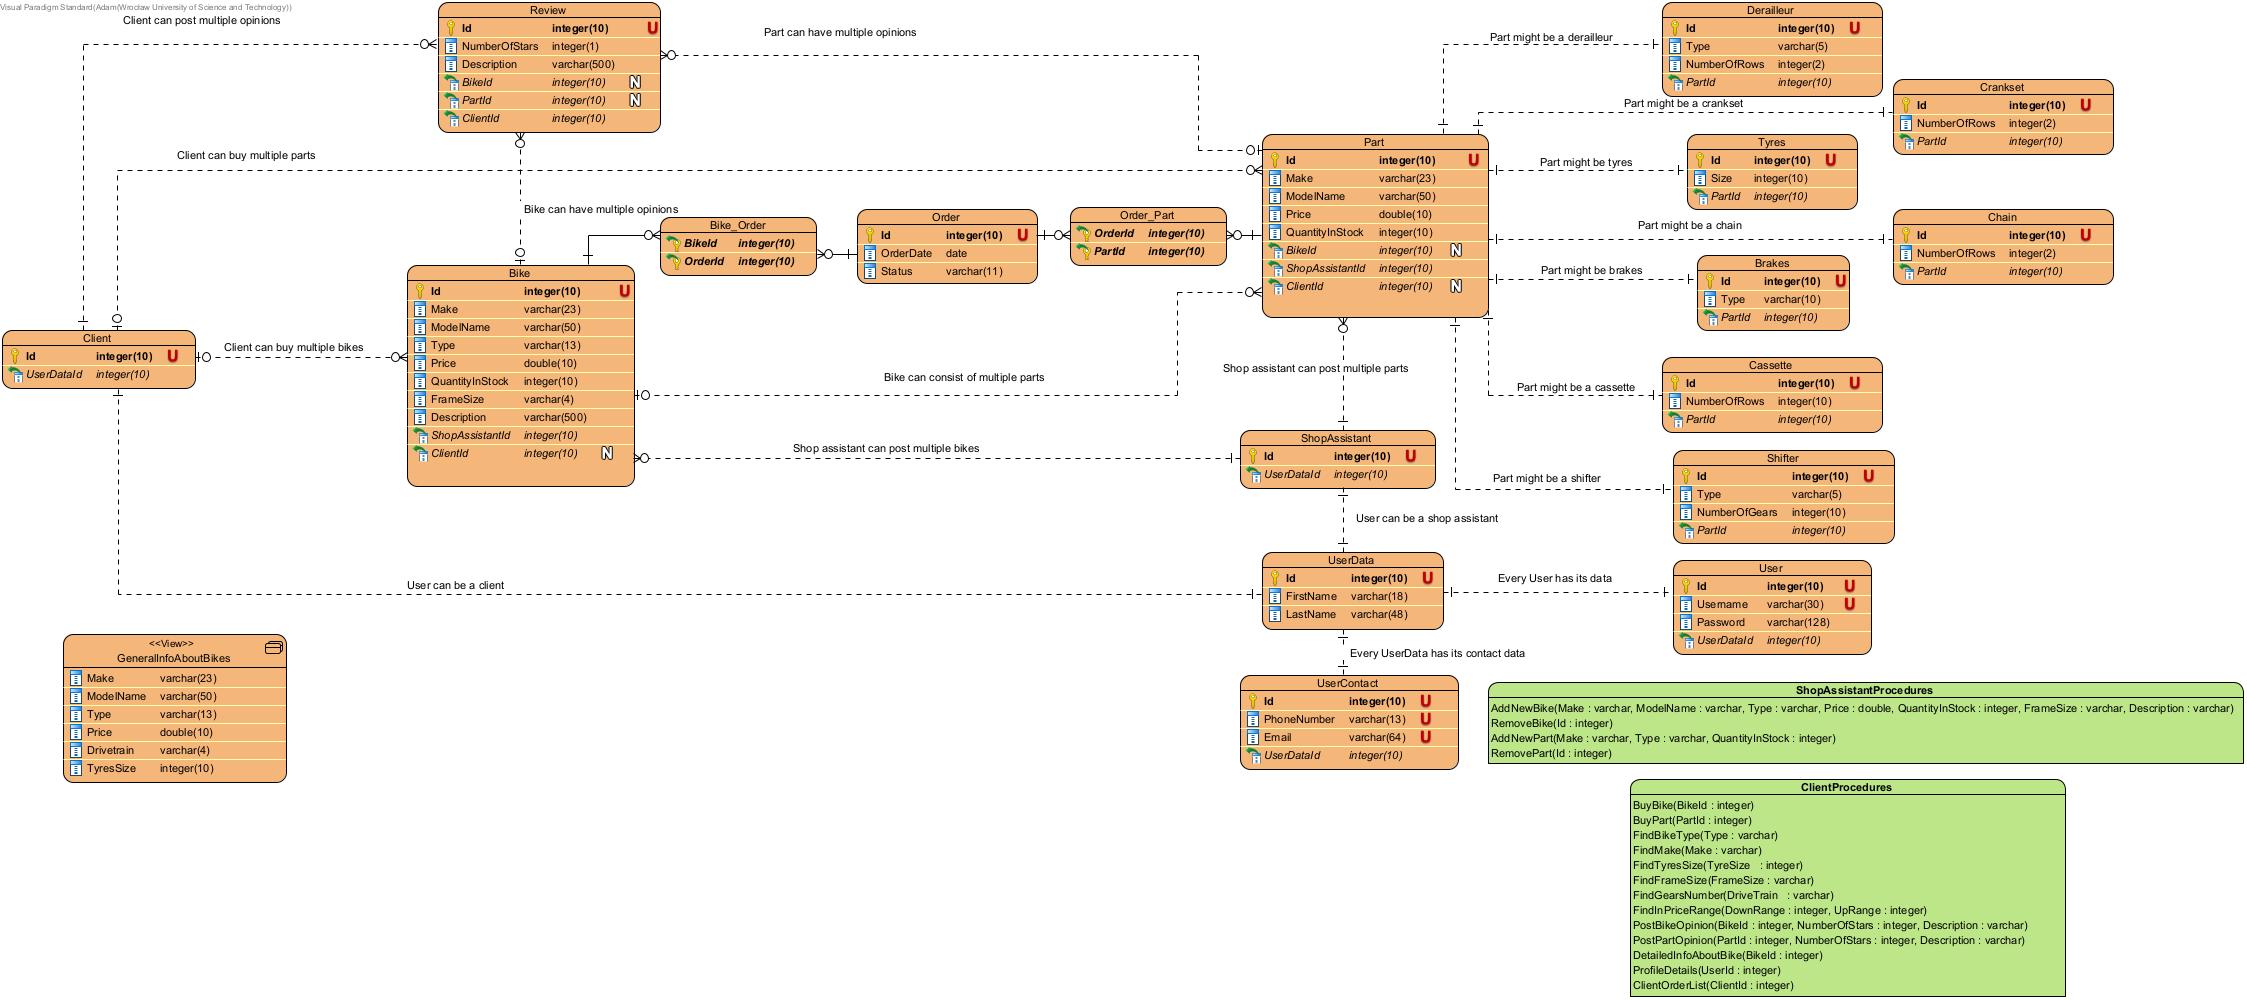 Visual Paradigm Standard(Adam(Wrocław University of Science and Technology))
Client can post multiple opinions
Review
Id integer(10) U
NumberOfStars integer(1)
Description varchar(500)
BikeId integer(10) N
PartId integer(10) N
ClientId integer(10)
Part can have multiple opinions
Part might be a derailleur
Derailleur
Id integer(10) U
Type varchar(5)
NumberOfRows integer(2)
PartId integer(10)
Part might be a crankset
Crankset
Id integer(10) U
NumberOfRows integer(2)
PartId integer(10)
Client can buy multiple parts
Part
Id integer(10) U
Make varchar(23)
ModelName varchar(50)
Price double(10)
QuantityInStock integer(10)
BikeId integer(10) N
ShopAssistantId integer(10)
ClientId integer(10) N
Part might be tyres
Tyres
Id integer(10) U
Size integer(10)
PartId integer(10)
Bike can have multiple opinions
Bike_Order
BikeId integer(10)
OrderId integer(10)
Order
Id integer(10) U
OrderDate date
Status varchar(11)
Order_Part
OrderId integer(10)
PartId integer(10)
Part might be a chain
Chain
Id integer(10) U
NumberOfRows integer(2)
PartId integer(10)
Part might be brakes
Brakes
Id integer(10) U
Type varchar(10)
PartId integer(10)
Bike
Id integer(10) U
Make varchar(23)
ModelName varchar(50)
Type varchar(13)
Price double(10)
QuantityInStock integer(10)
FrameSize varchar(4)
Description varchar(500)
ShopAssistantId integer(10)
ClientId integer(10) N
Client
Id integer(10) U
UserDataId integer(10)
Client can buy multiple bikes
Bike can consist of multiple parts
Shop assistant can post multiple parts
Part might be a cassette
Cassette
Id integer(10) U
NumberOfRows integer(10)
PartId integer(10)
Shop assistant can post multiple bikes
ShopAssistant
Id integer(10) U
UserDataId integer(10)
Part might be a shifter
Shifter
Id integer(10) U
Type varchar(5)
NumberOfGears integer(10)
PartId integer(10)
User can be a shop assistant
User can be a client
UserData
Id integer(10) U
FirstName varchar(18)
LastName varchar(48)
Every User has its data
User
Id integer(10) U
Username varchar(30) U
Password varchar(128)
UserDataId integer(10)
Every UserData has its contact data
UserContact
Id integer(10) U
PhoneNumber varchar(13) U
Email varchar(64) U
UserDataId integer(10)
<<View>>
GeneralInfoAboutBikes
Make varchar(23)
ModelName varchar(50)
Type varchar(13)
Price double(10)
Drivetrain varchar(4)
TyresSize integer(10)
ShopAssistantProcedures
AddNewBike(Make : varchar, ModelName : varchar, Type : varchar, Price : double, QuantityInStock : integer, FrameSize : varchar, Description : varchar)
RemoveBike(Id : integer)
AddNewPart(Make : varchar, Type : varchar, QuantityInStock : integer)
RemovePart(Id : integer)
ClientProcedures
BuyBike(BikeId : integer)
BuyPart(PartId : integer)
FindBikeType(Type : varchar)
FindMake(Make : varchar)
FindTyresSize(TyreSize : integer)
FindFrameSize(FrameSize : varchar)
FindGearsNumber(DriveTrain : varchar)
FindInPriceRange(DownRange : integer, UpRange : integer)
PostBikeOpinion(BikeId : integer, NumberOfStars : integer, Description : varchar)
PostPartOpinion(PartId : integer, NumberOfStars : integer, Description : varchar)
DetailedInfoAboutBike(BikeId : integer)
ProfileDetails(UserId : integer)
ClientOrderList(ClientId : integer)